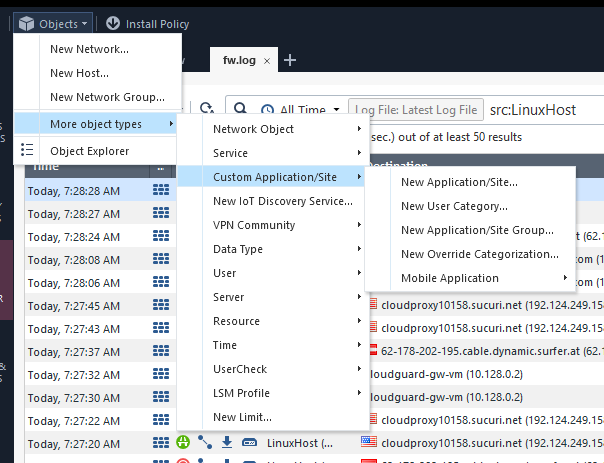 Objects
Install Policy
New Network...
New Host...
New Network Group...
More object types
Object Explorer
fw.log
All Time
Log File: Latest Log File
src:LinuxHost
sec.) out of at least 50 results
Network Object
Service
Custom Application/Site
New IoT Discovery Service...
VPN Community
Data Type
User
Server
Resource
Time
UserCheck
LSM Profile
New Limit...
New Application/Site...
New User Category...
New Application/Site Group...
New Override Categorization...
Mobile Application
Time
...
Destination
Today, 7:28:28 AM
Today, 7:28:27 AM
Today, 7:28:24 AM
at (62.
Today, 7:28:08 AM
com (1
Today, 7:28:06 AM
Today, 7:27:45 AM
cloudproxy10158.sucuri.net (192.124.249.15
Today, 7:27:43 AM
cloudproxy10158.sucuri.net (192.124.249.15
Today, 7:27:37 AM
62-178-202-195.cable.dynamic.surfer.at (62.
Today, 7:27:32 AM
loudguard-gw-vm (10.128.0.2)
Today, 7:27:30 AM
loudguard-gw-vm (10.128.0.2)
Today, 7:27:22 AM
cloudproxy10158.sucuri.net (192.124.249.15
Today, 7:27:20 AM
LinuxHost (...
cloudproxy10158.sucuri.net (192.124.249.15